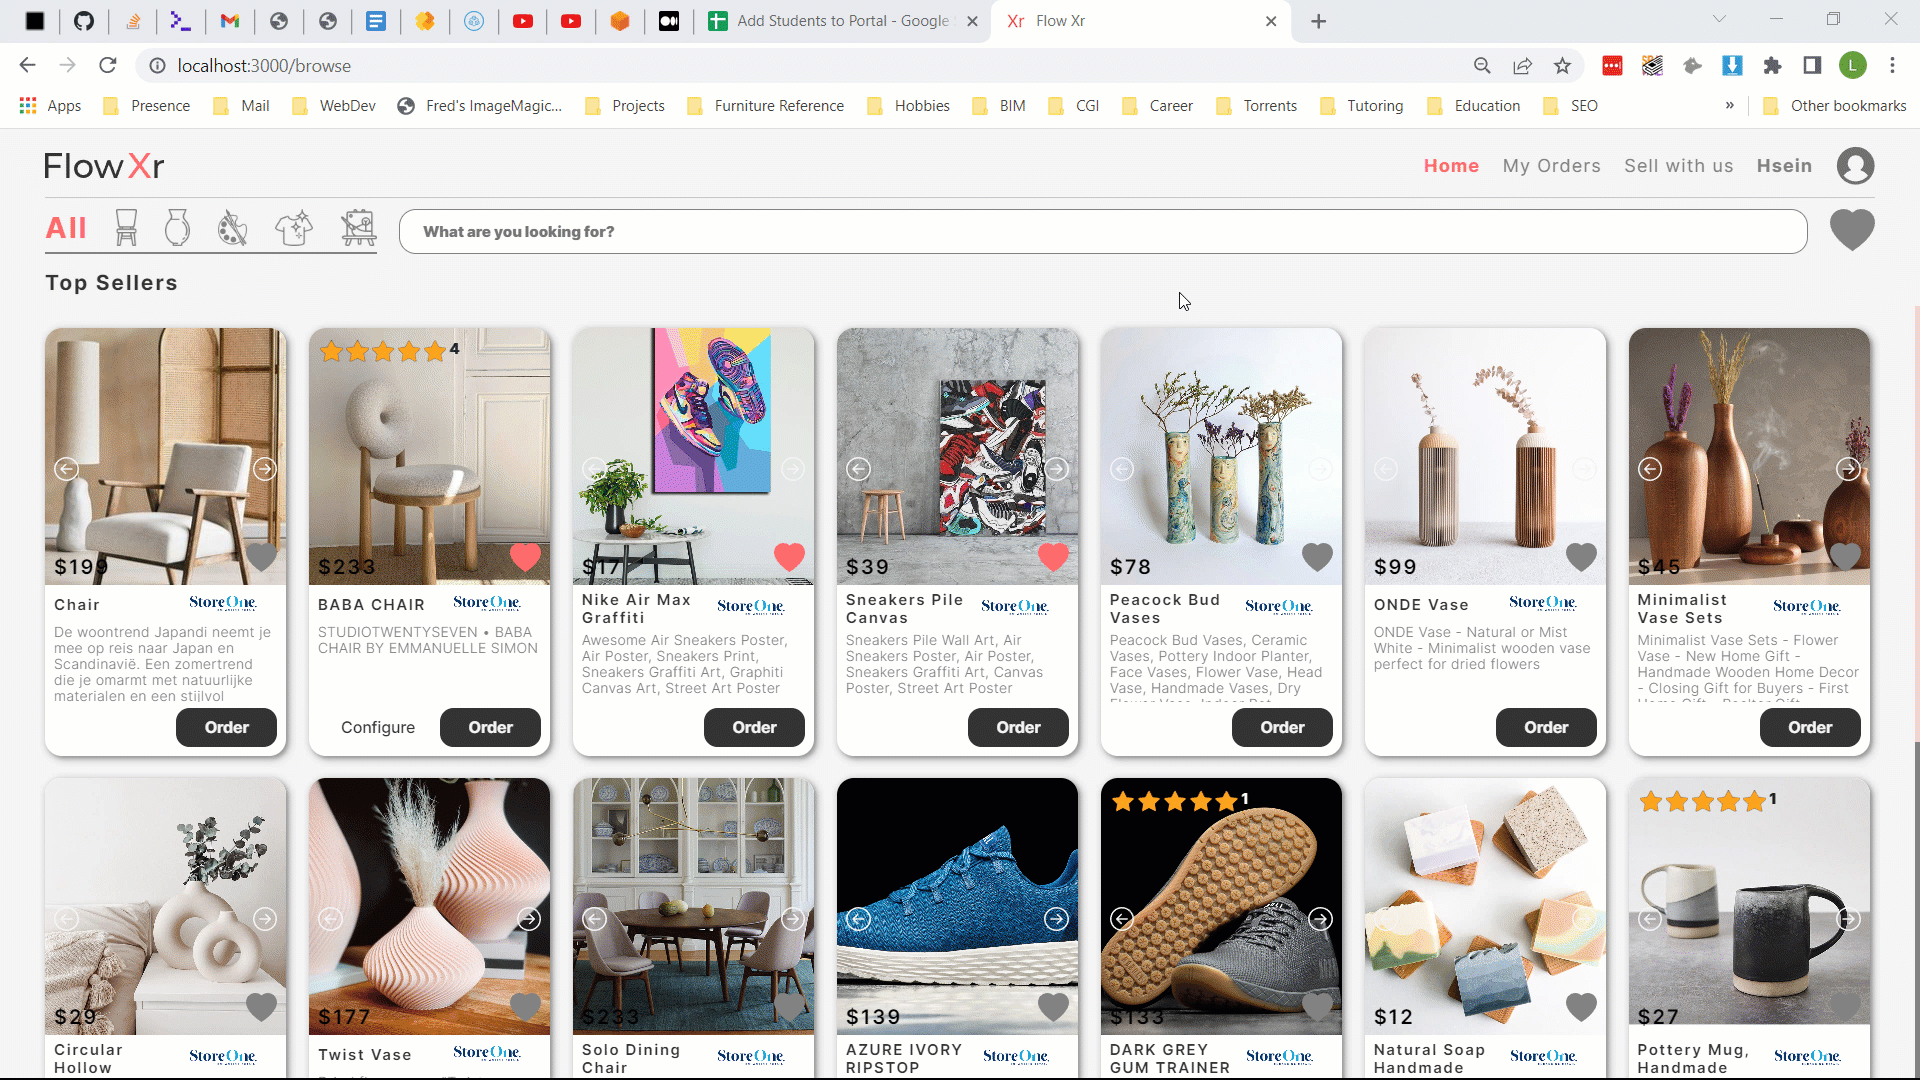 Add Students to Portal - Google
Xr Flow Xr
localhost:3000/browse
L
Apps Presence Mail WebDev Fred's ImageMagic... Projects Furniture Reference Hobbies BIM CGI Career Torrents Tutoring Education SEO » Other bookmarks
FlowXr
Home My Orders Sell with us Hsein
All
What are you looking for?
Top Sellers
4
$199
$233
$17
$39
$78
$99
$45
Chair StoreOne.
De woontrend Japandi neemt je
mee op reis naar Japan en
Scandinavië. Een zomertrend
die je omarmt met natuurlijke
materialen en een stijlvol
Order
BABA CHAIR StoreOne.
STUDIOTWENTYSEVEN • BABA
CHAIR BY EMMANUELLE SIMON
Configure Order
Nike Air Max
Graffiti StoreOne.
Awesome Air Sneakers Poster,
Air Poster, Sneakers Print,
Sneakers Graffiti Art, Graphiti
Canvas Art, Street Art Poster
Order
Sneakers Pile
Canvas StoreOne.
Sneakers Pile Wall Art, Air
Sneakers Poster, Air Poster,
Sneakers Graffiti Art, Canvas
Poster, Street Art Poster
Order
Peacock Bud
Vases StoreOne.
Peacock Bud Vases, Ceramic
Vases, Pottery Indoor Planter,
Face Vases, Flower Vase, Head
Vase, Handmade Vases, Dry
Order
ONDE Vase StoreOne.
ONDE Vase - Natural or Mist
White - Minimalist wooden vase
perfect for dried flowers
Order
Minimalist
Vase Sets StoreOne.
Minimalist Vase Sets - Flower
Vase - New Home Gift -
Handmade Wooden Home Decor
- Closing Gift for Buyers - First
Order
1
1
$29
$177
$233
$139
$133
$12
$27
Circular
Hollow StoreOne.
Twist Vase StoreOne.
Solo Dining
Chair StoreOne.
AZURE IVORY
RIPSTOP StoreOne.
DARK GREY
GUM TRAINER StoreOne.
Natural Soap
Handmade StoreOne.
Pottery Mug,
Handmade StoreOne.